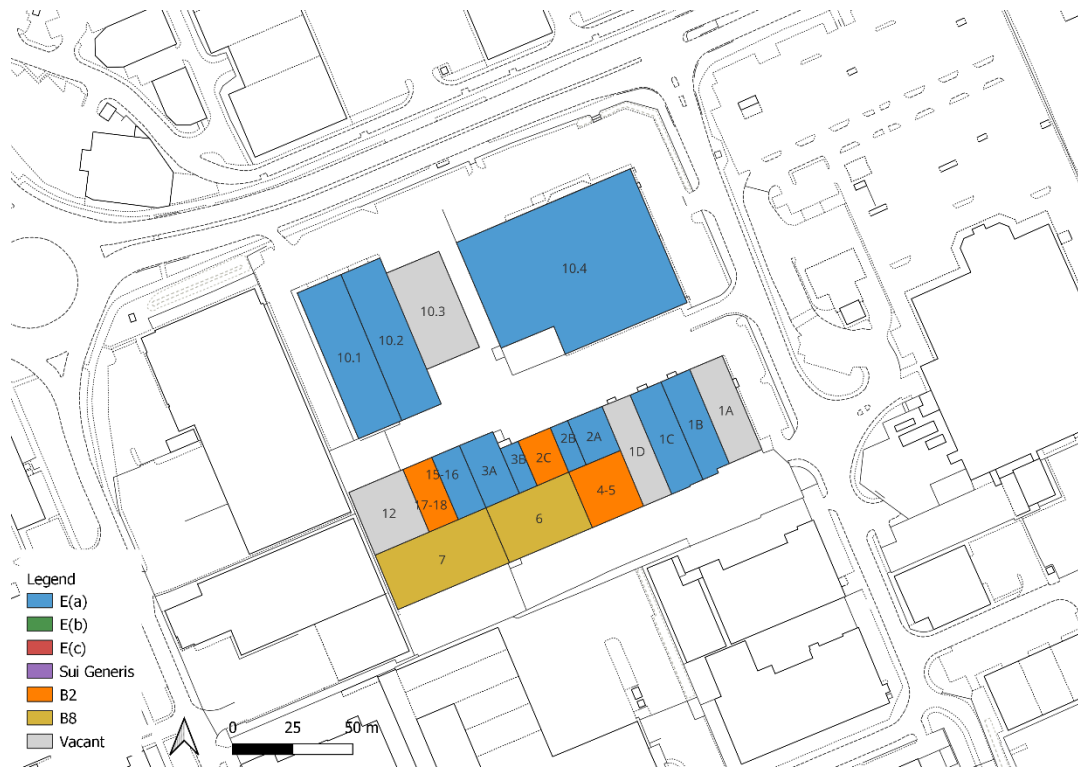 10.4
10.3
10.2
10.1
1A
1B
1C
1D
2A
2B
2C
3B
3A
15-16
17-18
12
4-5
6
7
Legend
E(a)
E(b)
E(c)
Sui Generis
B2
B8
Vacant
0 25 50 m